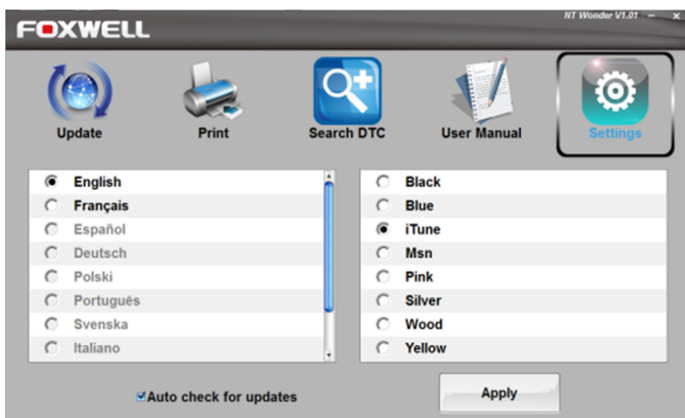 NT Wonder V1.01
FOXWELL
Update
Print
Search DTC
User Manual
Settings
English
Français
Español
Deutsch
Polski
Português
Svenska
Italiano
Black
Blue
iTune
Msn
Pink
Silver
Wood
Yellow
Auto check for updates
Apply